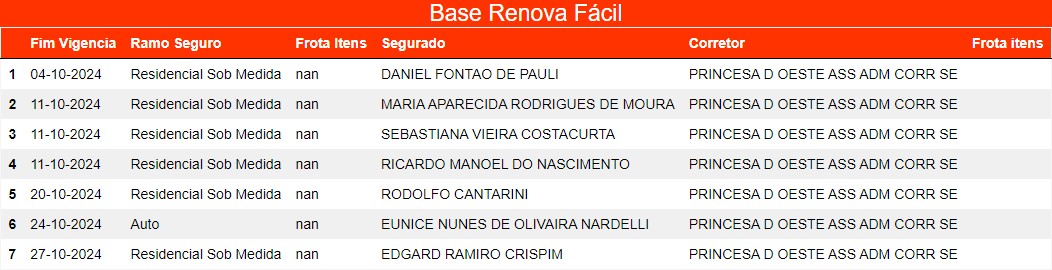 Base Renova Fácil
Fim Vigencia Ramo Seguro Frota Itens Segurado Corretor Frota itens
1 04-10-2024 Residencial Sob Medida nan DANIEL FONTAO DE PAULI PRINCESA D OESTE ASS ADM CORR SE
2 11-10-2024 Residencial Sob Medida nan MARIA APARECIDA RODRIGUES DE MOURA PRINCESA D OESTE ASS ADM CORR SE
3 11-10-2024 Residencial Sob Medida nan SEBASTIANA VIEIRA COSTACURTA PRINCESA D OESTE ASS ADM CORR SE
4 11-10-2024 Residencial Sob Medida nan RICARDO MANOEL DO NASCIMENTO PRINCESA D OESTE ASS ADM CORR SE
5 20-10-2024 Residencial Sob Medida nan RODOLFO CANTARINI PRINCESA D OESTE ASS ADM CORR SE
6 24-10-2024 Auto nan EUNICE NUNES DE OLIVAIRA NARDELLI PRINCESA D OESTE ASS ADM CORR SE
7 27-10-2024 Residencial Sob Medida nan EDGARD RAMIRO CRISPIM PRINCESA D OESTE ASS ADM CORR SE